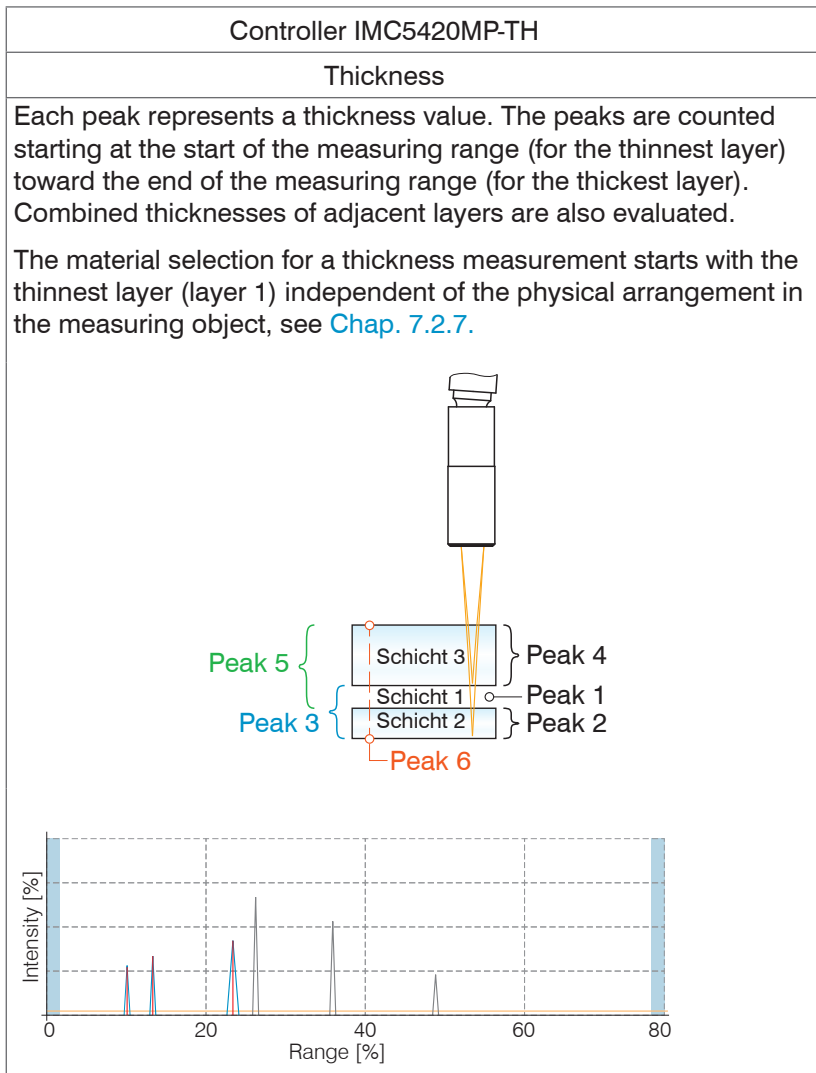 Controller IMC5420MP-TH
Thickness
Each peak represents a thickness value. The peaks are counted
starting at the start of the measuring range (for the thinnest layer)
toward the end of the measuring range (for the thickest layer).
Combined thicknesses of adjacent layers are also evaluated.
The material selection for a thickness measurement starts with the
thinnest layer (layer 1) independent of the physical arrangement in
the measuring object, see Chap. 7.2.7.
Peak 5
Schicht 3
Peak 4
Schicht 1
Peak 1
Peak 3
Schicht 2
Peak 2
Peak 6
Intensity [%]
0
20
40
60
80
Range [%]